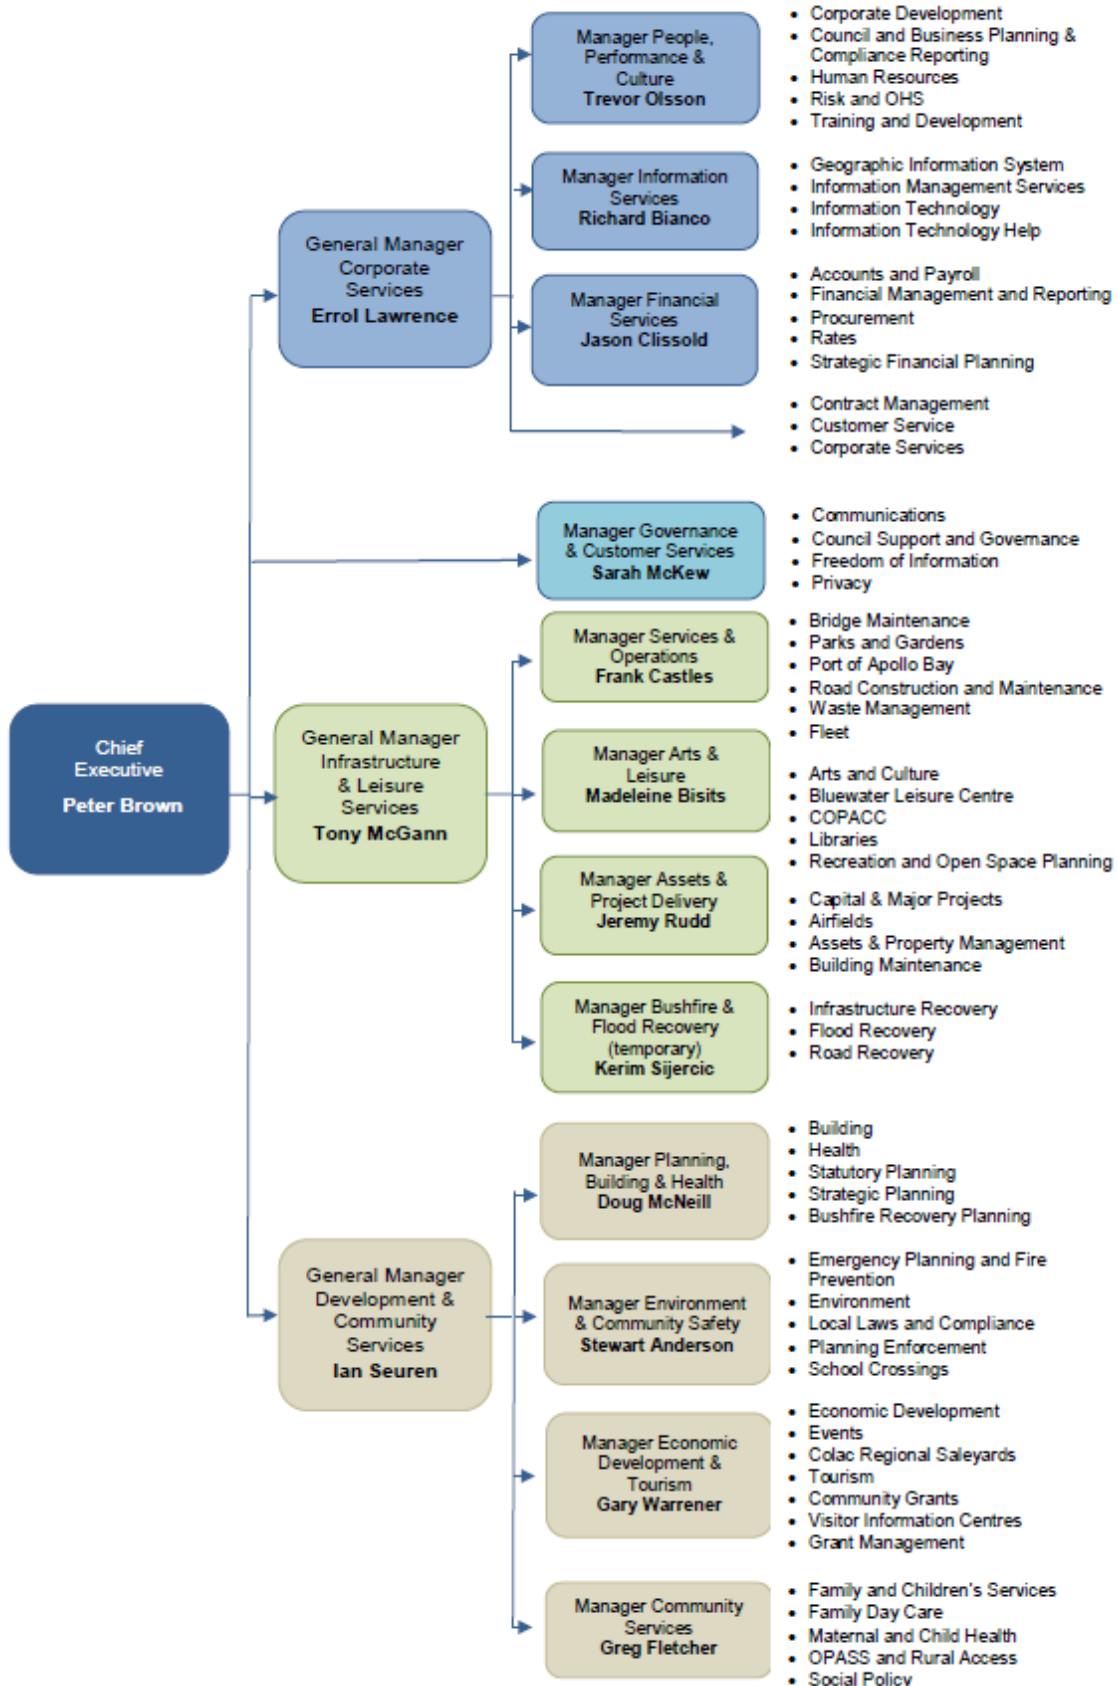 Chief
Executive
Peter Brown
General Manager
Corporate
Services
Errol Lawrence
Manager People,
Performance &
Culture
Trevor Olsson
• Corporate Development
• Council and Business Planning &
Compliance Reporting
• Human Resources
• Risk and OHS
• Training and Development
Manager Information
Services
Richard Bianco
• Geographic Information System
• Information Management Services
• Information Technology
• Information Technology Help
Manager Financial
Services
Jason Clissold
• Accounts and Payroll
• Financial Management and Reporting
• Procurement
• Rates
• Strategic Financial Planning
• Contract Management
• Customer Service
• Corporate Services
Manager Governance
& Customer Services
Sarah McKew
• Communications
• Council Support and Governance
• Freedom of Information
• Privacy
General Manager
Infrastructure
& Leisure
Services
Tony McGann
Manager Services &
Operations
Frank Castles
• Bridge Maintenance
• Parks and Gardens
• Port of Apollo Bay
• Road Construction and Maintenance
• Waste Management
• Fleet
Manager Arts &
Leisure
Madeleine Bisits
• Arts and Culture
• Bluewater Leisure Centre
• COPACC
• Libraries
• Recreation and Open Space Planning
Manager Assets &
Project Delivery
Jeremy Rudd
• Capital & Major Projects
• Airfields
• Assets & Property Management
• Building Maintenance
Manager Bushfire &
Flood Recovery
(temporary)
Kerim Sijercic
• Infrastructure Recovery
• Flood Recovery
• Road Recovery
General Manager
Development &
Community
Services
Ian Seuren
Manager Planning,
Building & Health
Doug McNeill
• Building
• Health
• Statutory Planning
• Strategic Planning
• Bushfire Recovery Planning
Manager Environment
& Community Safety
Stewart Anderson
• Emergency Planning and Fire
Prevention
• Environment
• Local Laws and Compliance
• Planning Enforcement
• School Crossings
Manager Economic
Development &
Tourism
Gary Warrener
• Economic Development
• Events
• Colac Regional Saleyards
• Tourism
• Community Grants
• Visitor Information Centres
• Grant Management
Manager Community
Services
Greg Fletcher
• Family and Children's Services
• Family Day Care
• Maternal and Child Health
• OPASS and Rural Access
• Social Policy